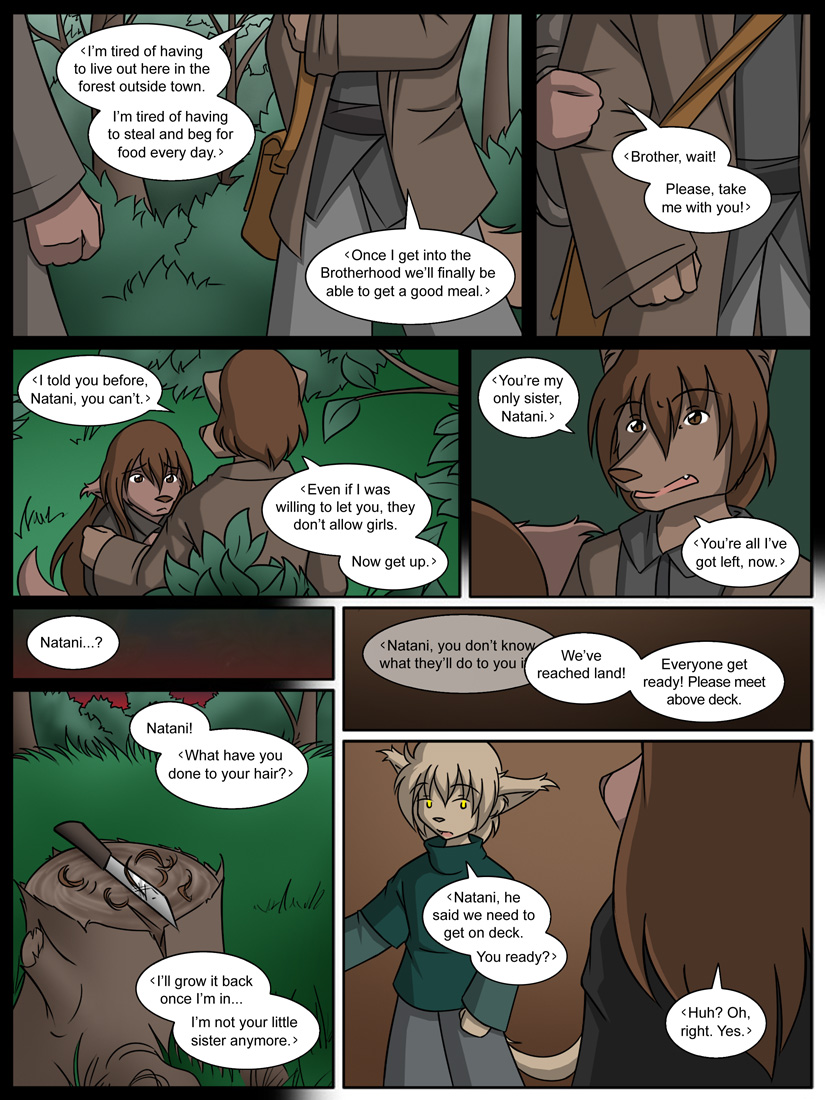 ‹I'm tired of having
to live out here in the
forest outside town.
I'm tired of having
to steal and beg for
food every day.›
‹Once I get into the
Brotherhood we'll finally be
able to get a good meal.›
‹Brother, wait!
Please, take
me with you!›
‹I told you before,
Natani, you can't.›
‹Even if I was
willing to let you, they
don't allow girls.
Now get up.›
‹You're my
only sister,
Natani.›
‹You're all I've
got left, now.›
Natani...?
Natani!
‹What have you
done to your hair?›
‹I'll grow it back
once I'm in...
I'm not your little
sister anymore.›
‹Natani, you don't know
what they'll do to you
We've
reached land!
Everyone get
ready! Please meet
above deck.
‹Natani, he
said we need to
get on deck.
You ready?›
‹Huh? Oh,
right. Yes.›